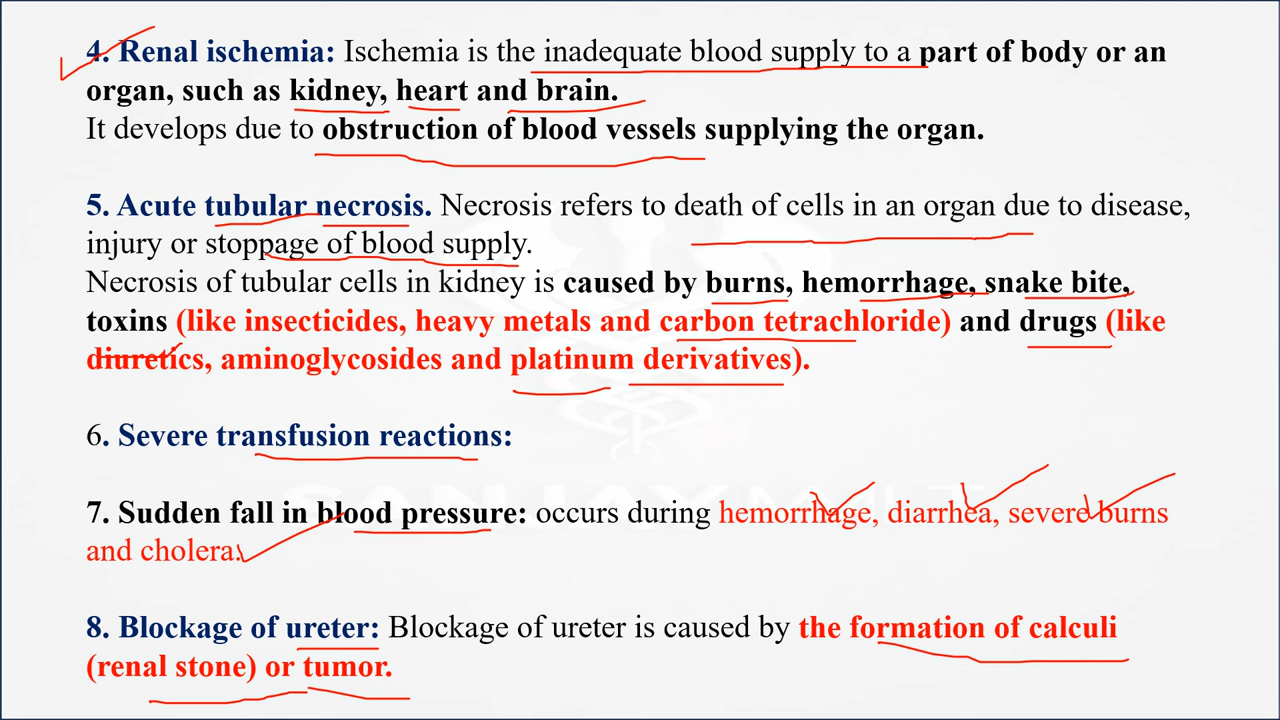 4. Renal ischemia: Ischemia is the inadequate blood supply to a part of body or an
organ, such as kidney, heart and brain.
It develops due to obstruction of blood vessels supplying the organ.
5. Acute tubular necrosis. Necrosis refers to death of cells in an organ due to disease,
injury or stoppage of blood supply.
Necrosis of tubular cells in kidney is caused by burns, hemorrhage, snake bite,
toxins (like insecticides, heavy metals and carbon tetrachloride) and drugs (like
diuretics, aminoglycosides and platinum derivatives).
6. Severe transfusion reactions:
7. Sudden fall in blood pressure: occurs during hemorrhage, diarrhea, severe burns
and cholera.
8. Blockage of ureter: Blockage of ureter is caused by the formation of calculi
(renal stone) or tumor.